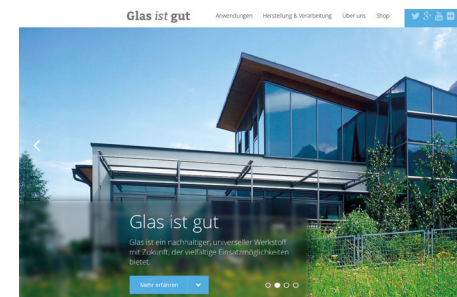 Glas ist gut
Anwendungen Herstellung & Verarbeitung Über uns Shop
Glas ist gut
Glas ist ein nachhaltiger, universeller Werkstoff
mit Zukunft, der vielfältige Einsatzmöglichkeiten
bietet.
Mehr erfahren